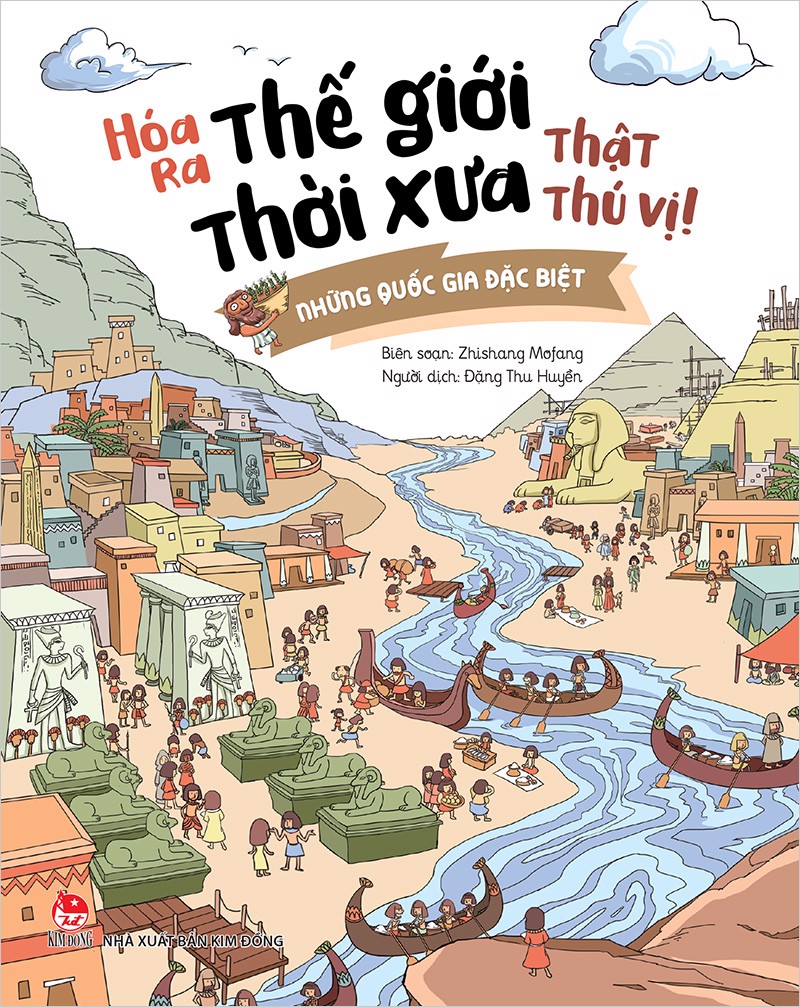 Hóa Ra
Thế giới
Thời xưa
Thật
Thú vị!
NHỮNG QUỐC GIA ĐẶC BIỆT
Biên soạn: Zhishang Mofang
Người dịch: Đặng Thu Huyền
KIM ĐỒNG
NHÀ XUẤT BẢN KIM ĐỒNG